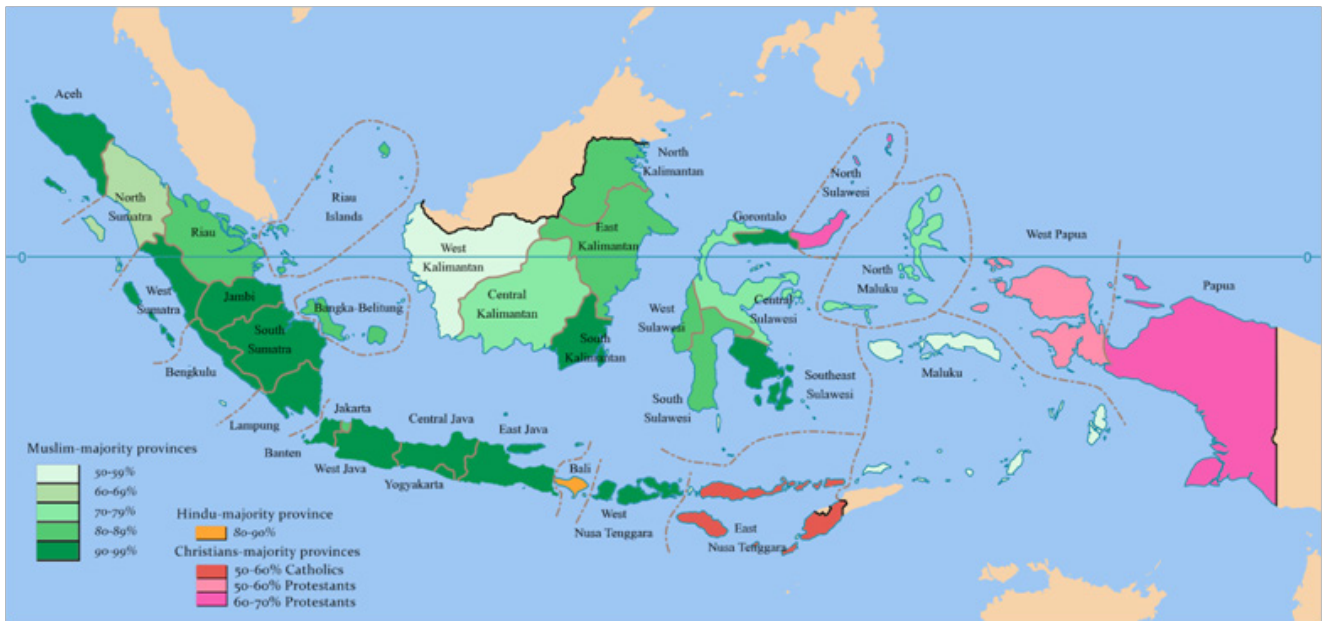 Aceh
North
Sumatra
Riau
Riau
Islands
West
Sumatra
Jambi
South
Sumatra
Bangka-Belitung
Bengkulu
Lampung
Jakarta
Banten
West Java
Central Java
Yogyakarta
East Java
Bali
West
Nusa Tenggara
East
Nusa Tenggara
West
Kalimantan
Central
Kalimantan
South
Kalimantan
East
Kalimantan
North
Kalimantan
Gorontalo
North
Sulawesi
West
Sulawesi
Central
Sulawesi
South
Sulawesi
Southeast
Sulawesi
North
Maluku
Maluku
West Papua
Papua
0
0
Muslim-majority provinces
50-59%
60-69%
70-79%
80-89%
90-99%
Hindu-majority province
80-90%
Christians-majority provinces
50-60% Catholics
50-60% Protestants
60-70% Protestants